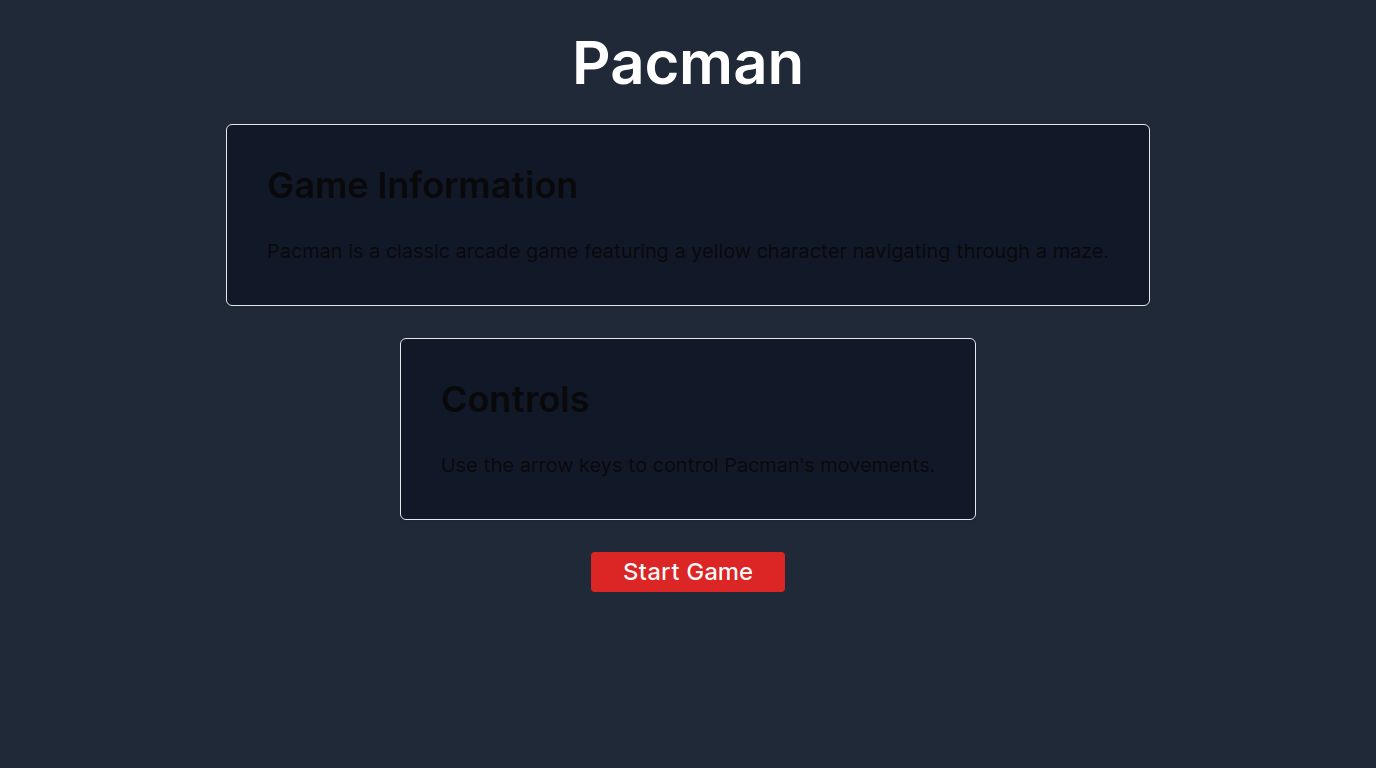 Pacman
Game Information
Pacman is a classic arcade game featuring a yellow character navigating through a maze.
Controls
Use the arrow keys to control Pacman's movements.
Start Game